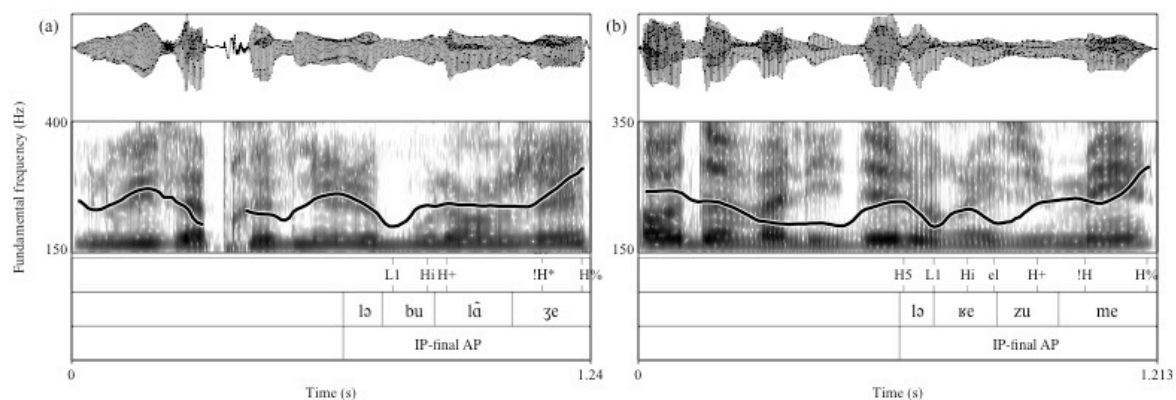 (a)
Fundamental frequency (Hz)
400
150
L1 Hi H+ !H* H%
lə bu lɑ̃ ʒe
IP-final AP
0 1.24
Time (s)
(b)
350
150
H5 L1 Hi el H+ !H H%
lə ʁe zu me
IP-final AP
0 1.213
Time (s)